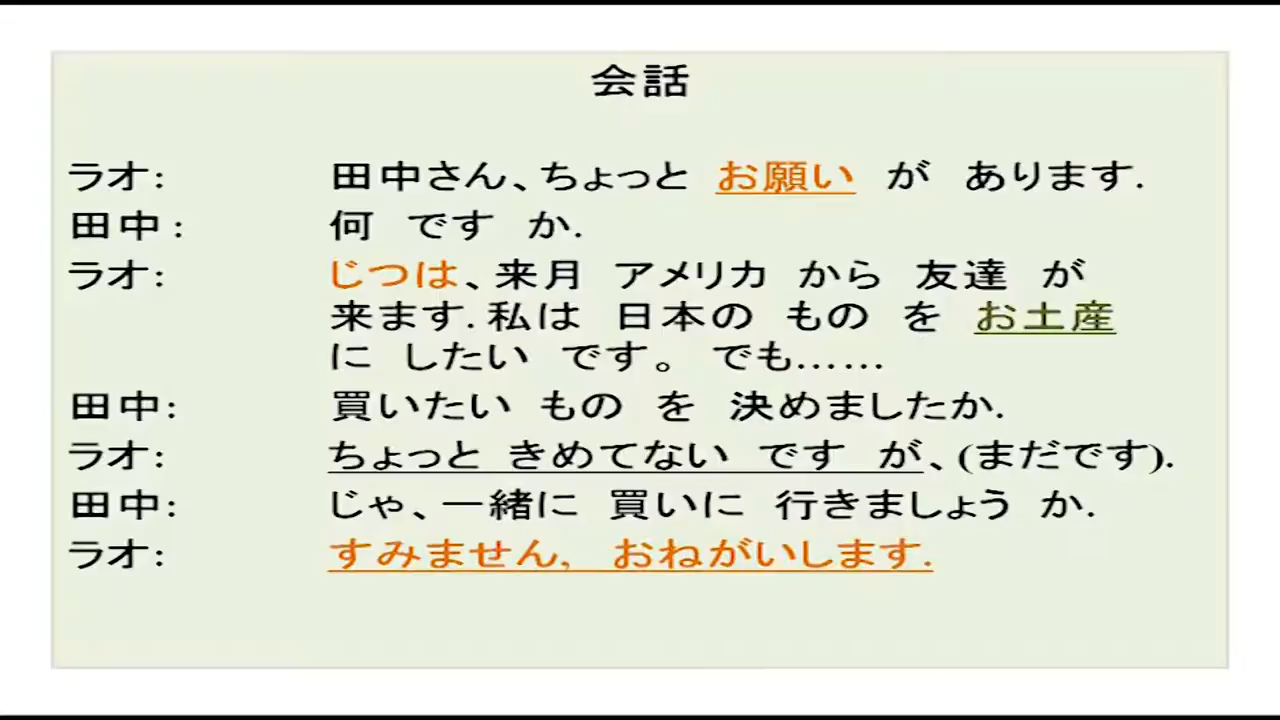 会話
ラオ: 田中さん、ちょっと お願い が あります.
田中: 何 です か.
ラオ: じつは、来月 アメリカ から 友達 が
来ます. 私は 日本の もの を お土産
に したい です。 でも......
田中: 買いたい もの を 決めましたか.
ラオ: ちょっと きめてない です が、(まだです).
田中: じゃ、一緒に 買いに 行きましょう か.
ラオ: すみません, おねがいします.